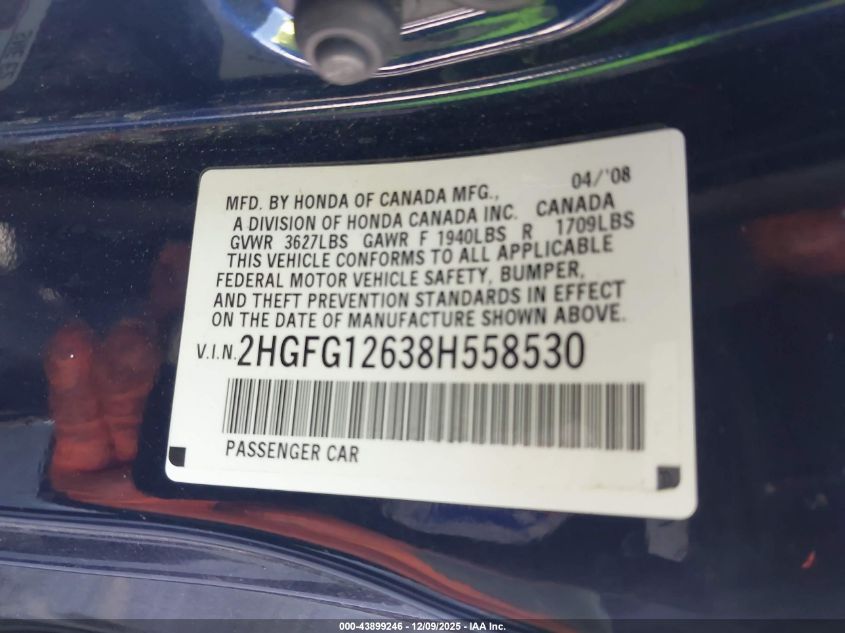 04/'08
MFD. BY HONDA OF CANADA MFG.,
A DIVISION OF HONDA CANADA INC. CANADA
GVWR 3627LBS GAWR F 1940LBS R 1709LBS
THIS VEHICLE CONFORMS TO ALL APPLICABLE
FEDERAL MOTOR VEHICLE SAFETY, BUMPER,
AND THEFT PREVENTION STANDARDS IN EFFECT
ON THE DATE OF MANUFACTURE SHOWN ABOVE.
V.I.N. 2HGFG12638H558530
PASSENGER CAR
000-43899246 - 12/09/2025 - IAA Inc.